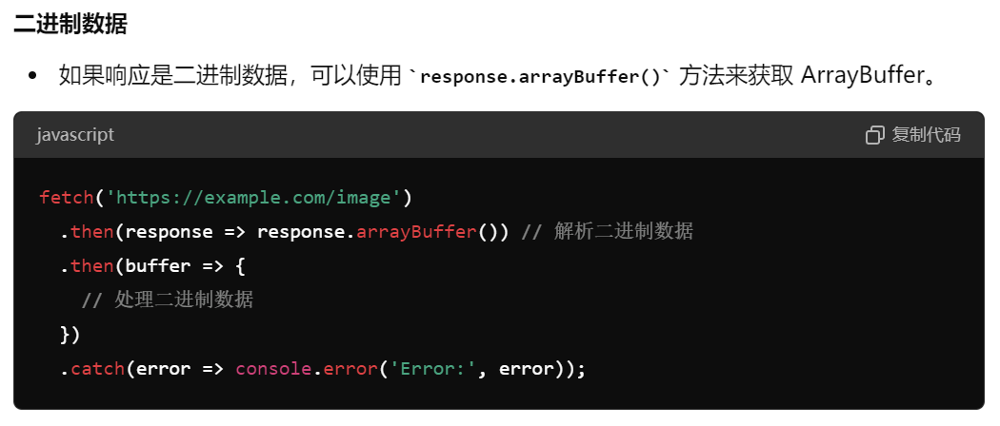 二进制数据
• 如果响应是二进制数据，可以使用 `response.arrayBuffer()` 方法来获取 ArrayBuffer。
javascript 复制代码
fetch('https://example.com/image')
  .then(response => response.arrayBuffer()) // 解析二进制数据
  .then(buffer => {
    // 处理二进制数据
  })
  .catch(error => console.error('Error:', error));